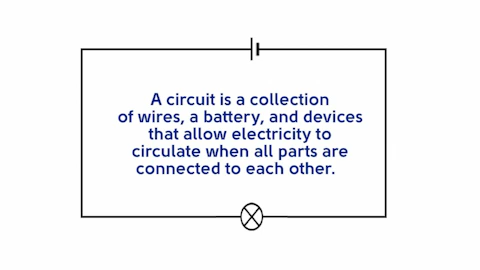 A circuit is a collection
of wires, a battery, and devices
that allow electricity to
circulate when all parts are
connected to each other.